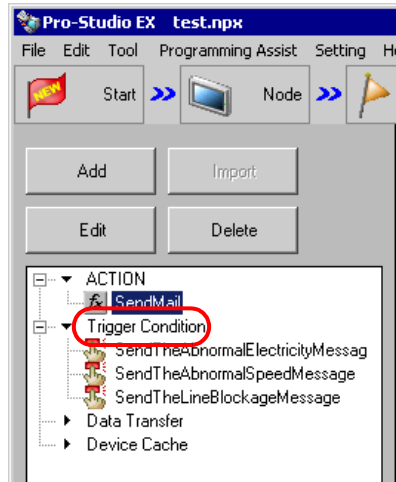 Pro-Studio EX test.npx
File Edit Tool Programming Assist Setting H
NEW Start Node
Add Import
Edit Delete
ACTION
fx SendMail
Trigger Condition
SendTheAbnormalElectricityMessag
SendTheAbnormalSpeedMessage
SendTheLineBlockageMessage
Data Transfer
Device Cache